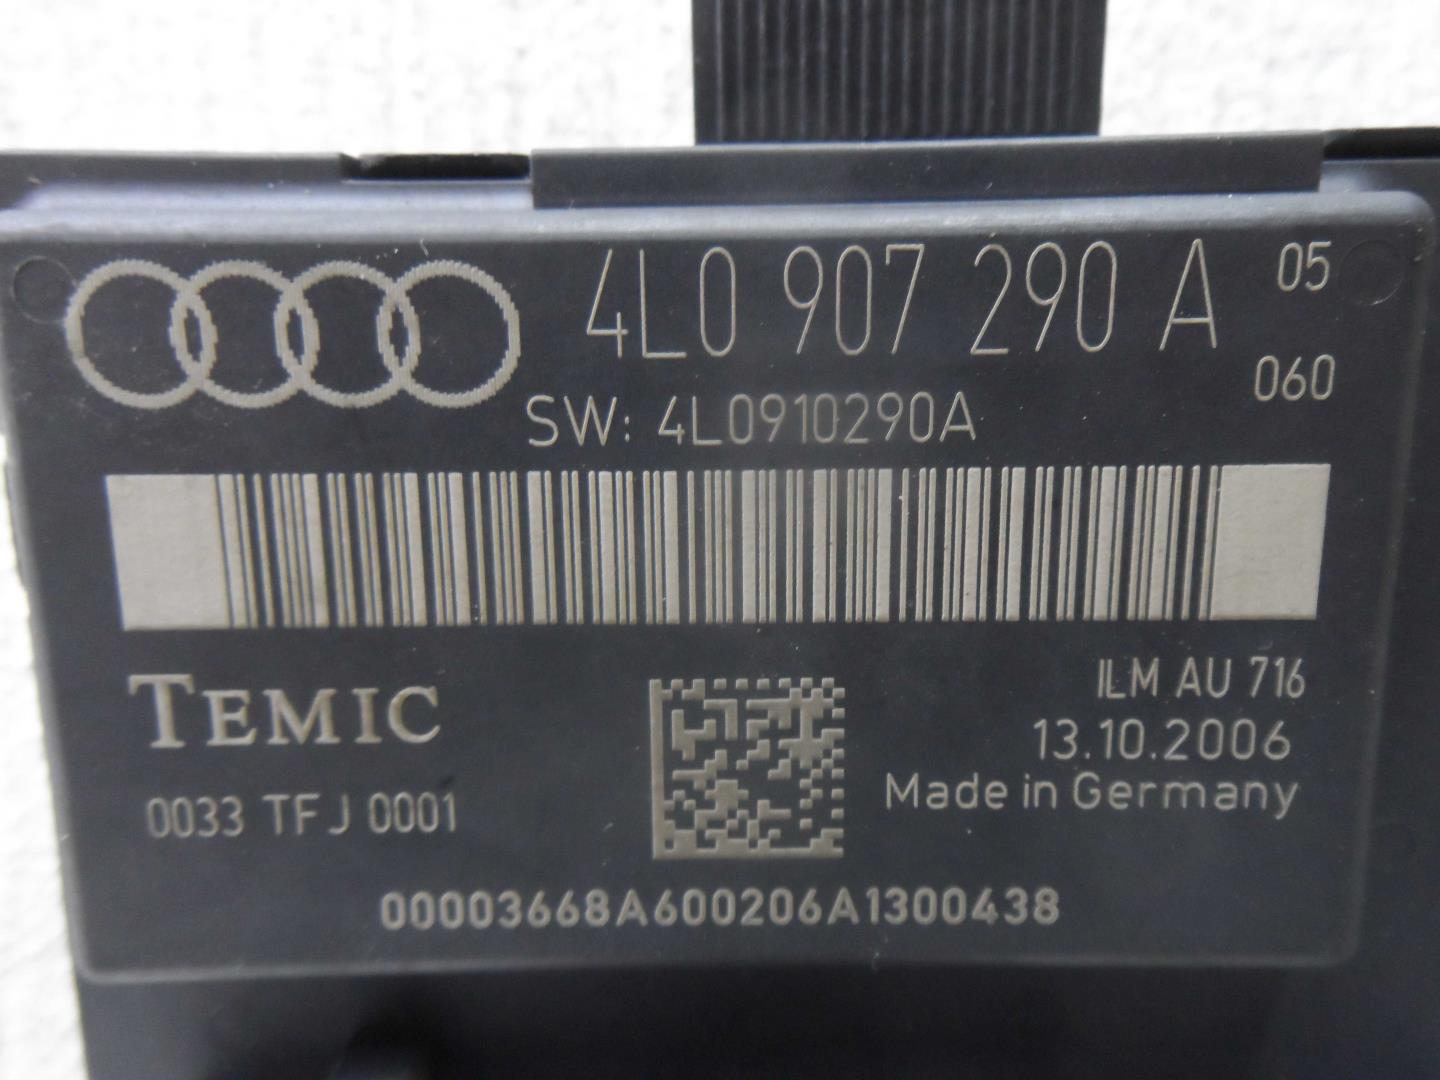 4L0 907 290 A 05
060
SW: 4L0910290A
TEMIC
0033 TFJ 0001
ILM AU 716
13.10.2006
Made in Germany
00003668A600206A1300438